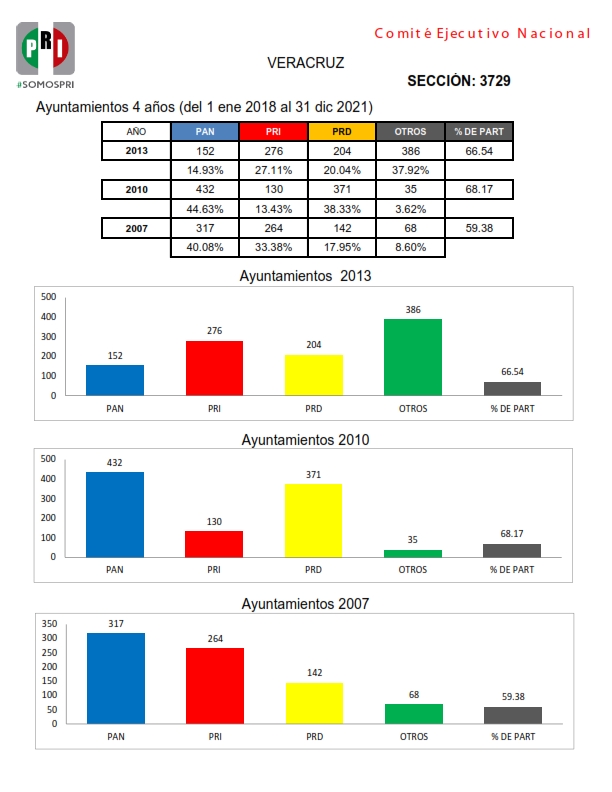 Comité Ejecutivo Nacional
PRI
#SOMOSPRI
VERACRUZ
SECCIÓN: 3729
Ayuntamientos 4 años (del 1 ene 2018 al 31 dic 2021)
AÑO PAN PRI PRD OTROS % DE PART
2013 152 276 204 386 66.54
14.93% 27.11% 20.04% 37.92%
2010 432 130 371 35 68.17
44.63% 13.43% 38.33% 3.62%
2007 317 264 142 68 59.38
40.08% 33.38% 17.95% 8.60%
Ayuntamientos 2013
500
400
300
200
100
0
152 276 204 386 66.54
PAN PRI PRD OTROS % DE PART
Ayuntamientos 2010
500
400
300
200
100
0
432 130 371 35 68.17
PAN PRI PRD OTROS % DE PART
Ayuntamientos 2007
350
300
250
200
150
100
50
0
317 264 142 68 59.38
PAN PRI PRD OTROS % DE PART